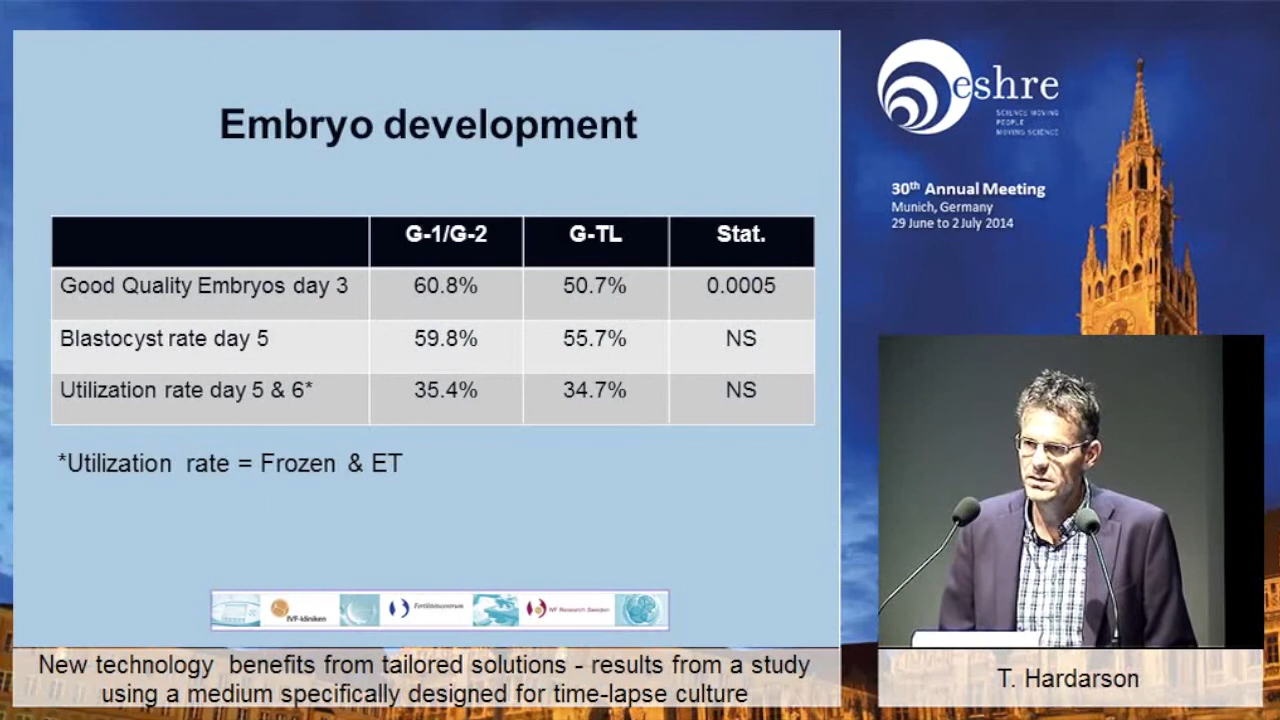 Embryo development
G-1/G-2 G-TL Stat.
Good Quality Embryos day 3 60.8% 50.7% 0.0005
Blastocyst rate day 5 59.8% 55.7% NS
Utilization rate day 5 & 6* 35.4% 34.7% NS
*Utilization rate = Frozen & ET
IVF-kliniken Fertilitetscentrum IVF Research Sweden
New technology benefits from tailored solutions - results from a study
using a medium specifically designed for time-lapse culture
eshre
SCIENCE MOVING
PEOPLE
MOVING SCIENCE
30th Annual Meeting
Munich, Germany
29 June to 2 July 2014
T. Hardarson